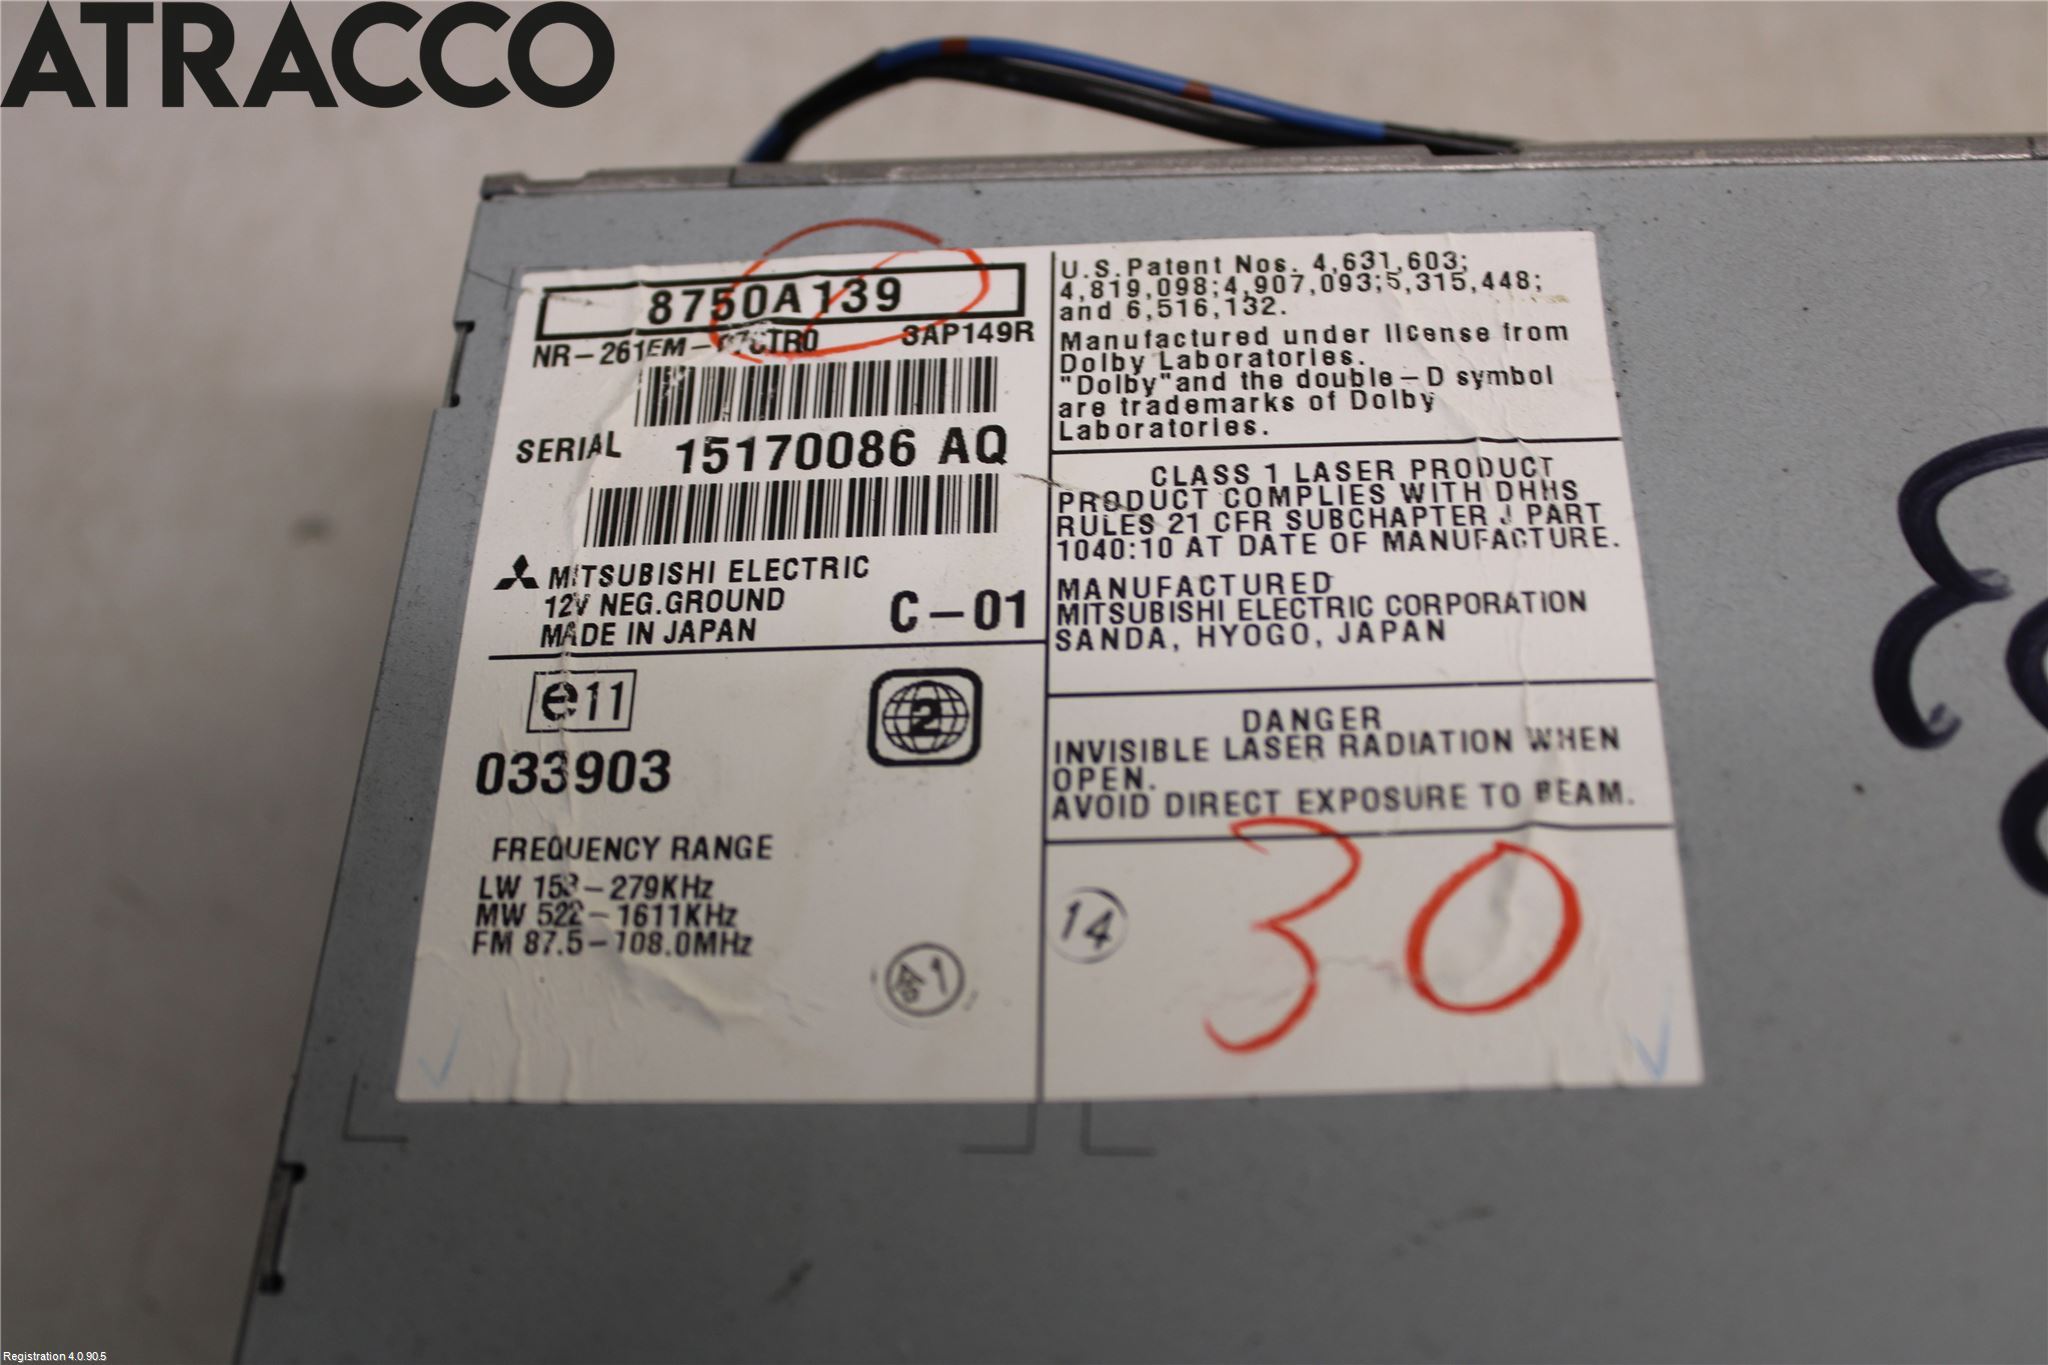 ATRACCO
8750A139
NR-261EM- 3AP149R
SERIAL 15170086 AQ
MITSUBISHI ELECTRIC
12V NEG.GROUND
MADE IN JAPAN
C-01
e11
2
033903
FREQUENCY RANGE
LW 153-279KHz
MW 522-1611KHz
FM 87.5-108.0MHz
U.S.Patent Nos. 4,631,603;
4,819,098;4,907,093;5,315,448;
and 6,516,132.
Manufactured under license from
Dolby Laboratories.
"Dolby"and the double-D symbol
are trademarks of Dolby
Laboratories.
CLASS 1 LASER PRODUCT
PRODUCT COMPLIES WITH DHHS
RULES 21 CFR SUBCHAPTER J PART
1040:10 AT DATE OF MANUFACTURE.
MANUFACTURED
MITSUBISHI ELECTRIC CORPORATION
SANDA, HYOGO, JAPAN
DANGER
INVISIBLE LASER RADIATION WHEN
OPEN.
AVOID DIRECT EXPOSURE TO BEAM.
14
30
Registration 4.0.90.5